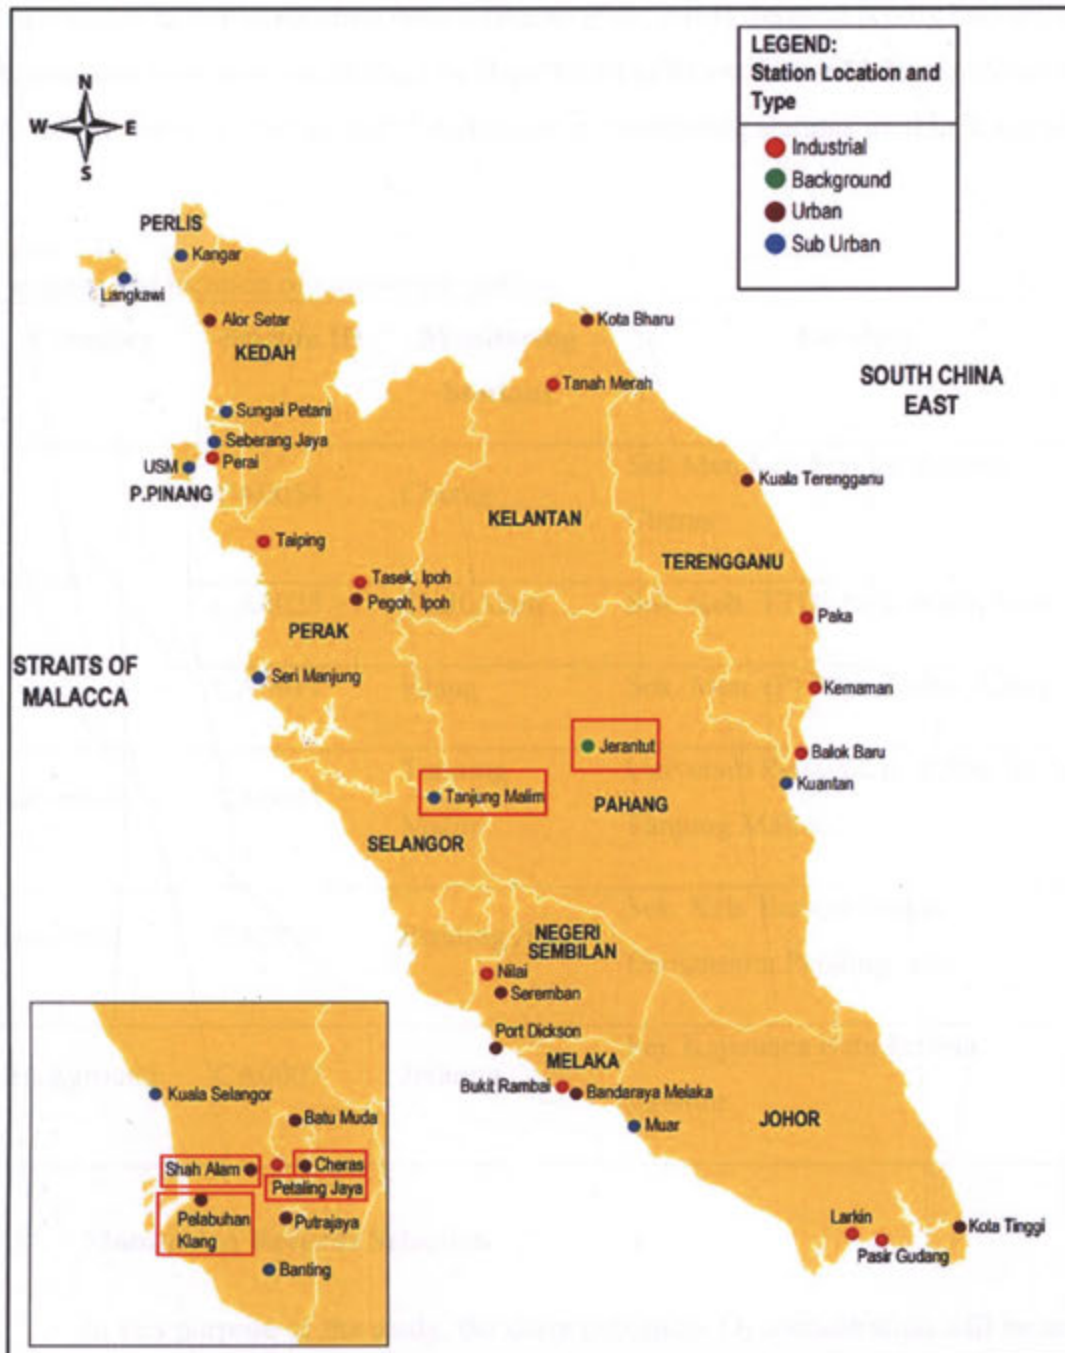 LEGEND:
Station Location and
Type
Industrial
Background
Urban
Sub Urban
N
W
E
S
PERLIS
Kangar
Langkawi
Alor Setar
KEDAH
Kota Bharu
Tanah Merah
SOUTH CHINA
EAST
Sungai Petani
Seberang Jaya
Perai
USM
P.PINANG
Kuala Terengganu
KELANTAN
TERENGGANU
Taiping
Tasek, Ipoh
Pegoh, Ipoh
PERAK
Paka
STRAITS OF
MALACCA
Seri Manjung
Kemaman
Jerantut
Balok Baru
Kuantan
Tanjung Malim
PAHANG
SELANGOR
NEGERI
SEMBILAN
Nilai
Seremban
Port Dickson
MELAKA
Bukit Rambai
Bandaraya Melaka
Muar
JOHOR
Larkin
Pasir Gudang
Kota Tinggi
Kuala Selangor
Batu Muda
Shah Alam
Cheras
Petaling Jaya
Pelabuhan
Klang
Putrajaya
Banting